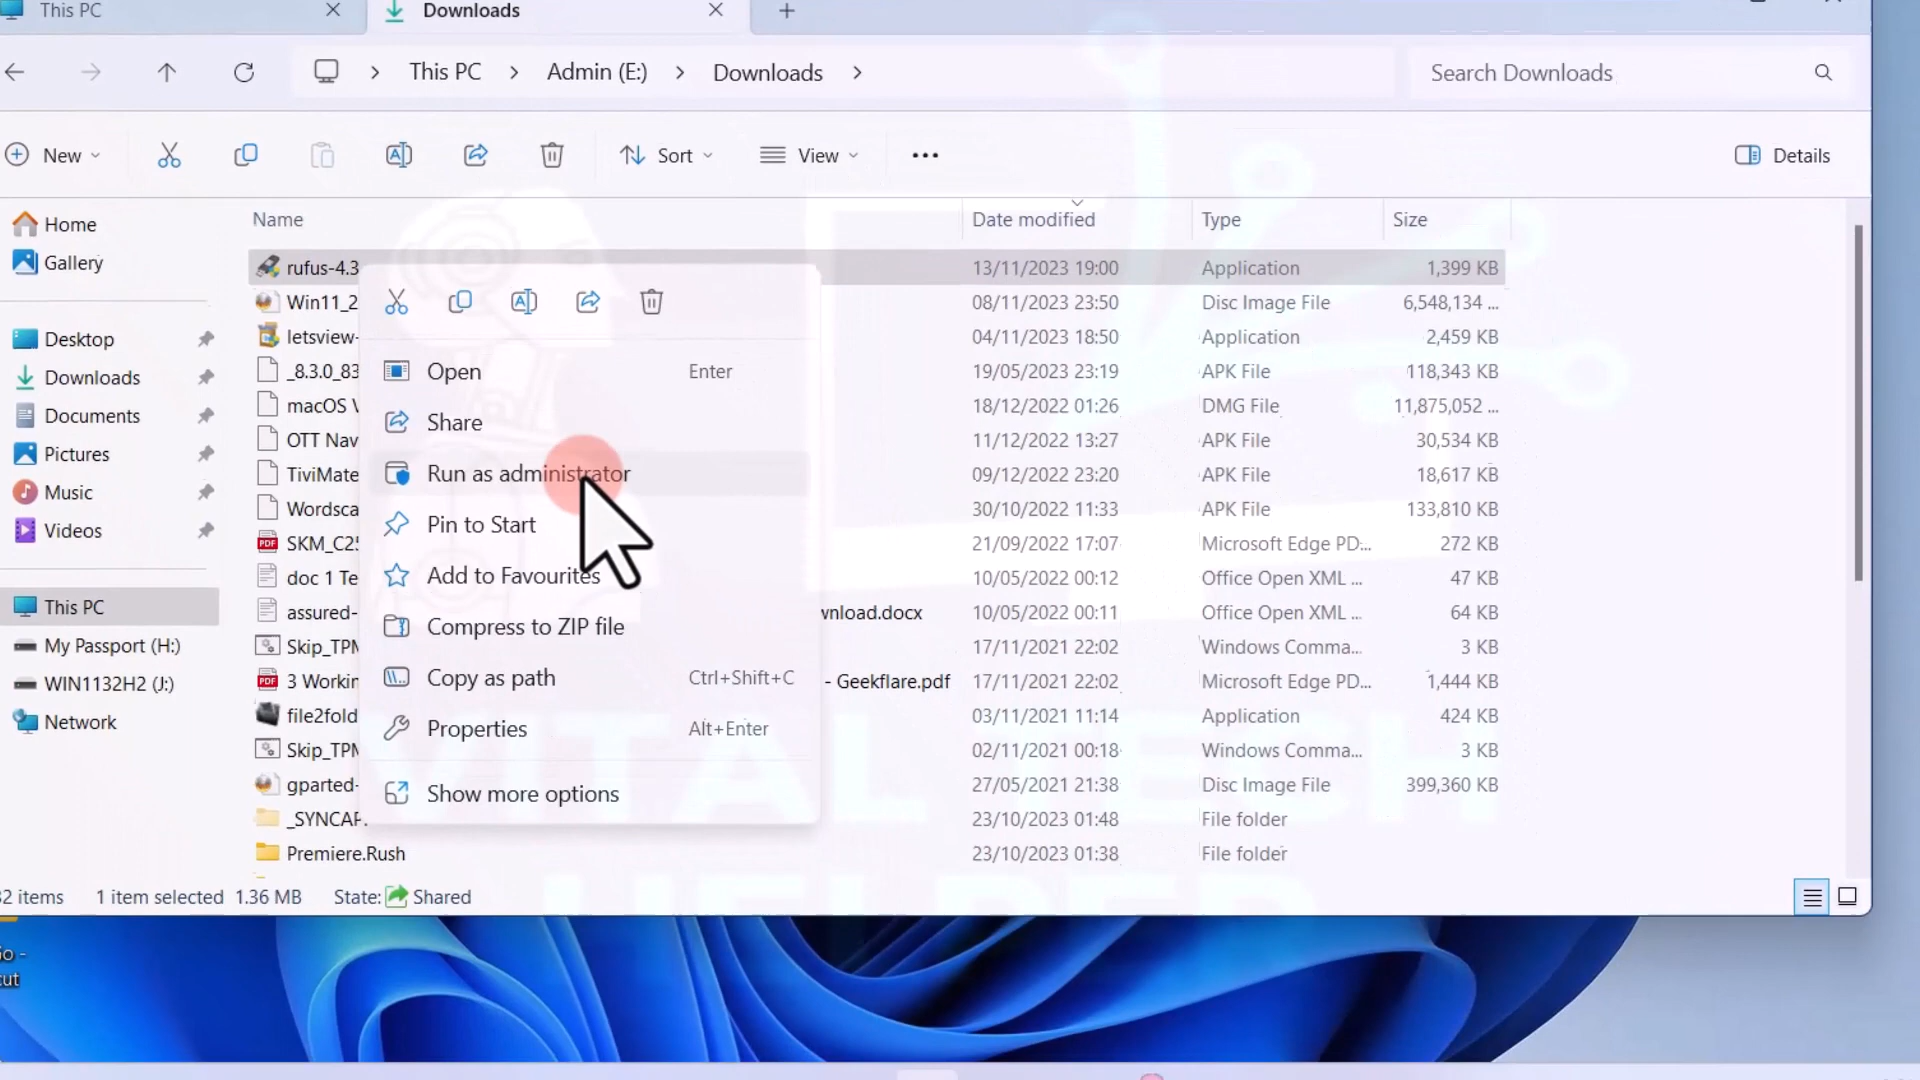 This PC
Downloads
This PC > Admin (E:) > Downloads >
Search Downloads
New
Sort
View
Details
Name Date modified Type Size
Home
Gallery
Desktop
Downloads
Documents
Pictures
Music
Videos
This PC
My Passport (H:)
WIN1132H2 (J:)
Network
rufus-4.3 13/11/2023 19:00 Application 1,399 KB
Win11_2 08/11/2023 23:50 Disc Image File 6,548,134 ...
letsview- 04/11/2023 18:50 Application 2,459 KB
_8.3.0_83 19/05/2023 23:19 APK File 118,343 KB
macOS 18/12/2022 01:26 DMG File 11,875,052 ...
OTT Nav 11/12/2022 13:27 APK File 30,534 KB
TiviMate 09/12/2022 23:20 APK File 18,617 KB
Wordsca 30/10/2022 11:33 APK File 133,810 KB
SKM_C25 21/09/2022 17:07 Microsoft Edge PD... 272 KB
doc 1 Te 10/05/2022 00:12 Office Open XML ... 47 KB
assured- wnload.docx 10/05/2022 00:11 Office Open XML ... 64 KB
Skip_TPM 17/11/2021 22:02 Windows Comma... 3 KB
3 Workin - Geekflare.pdf 17/11/2021 22:02 Microsoft Edge PD... 1,444 KB
file2fold 03/11/2021 11:14 Application 424 KB
Skip_TPM 02/11/2021 00:18 Windows Comma... 3 KB
gparted- 27/05/2021 21:38 Disc Image File 399,360 KB
_SYNCAP 23/10/2023 01:48 File folder
Premiere.Rush 23/10/2023 01:38 File folder
Open Enter
Share
Run as administrator
Pin to Start
Add to Favourites
Compress to ZIP file
Copy as path Ctrl+Shift+C
Properties Alt+Enter
Show more options
VITAL TECH
HELPER
32 items 1 item selected 1.36 MB State: Shared
Go -
cut